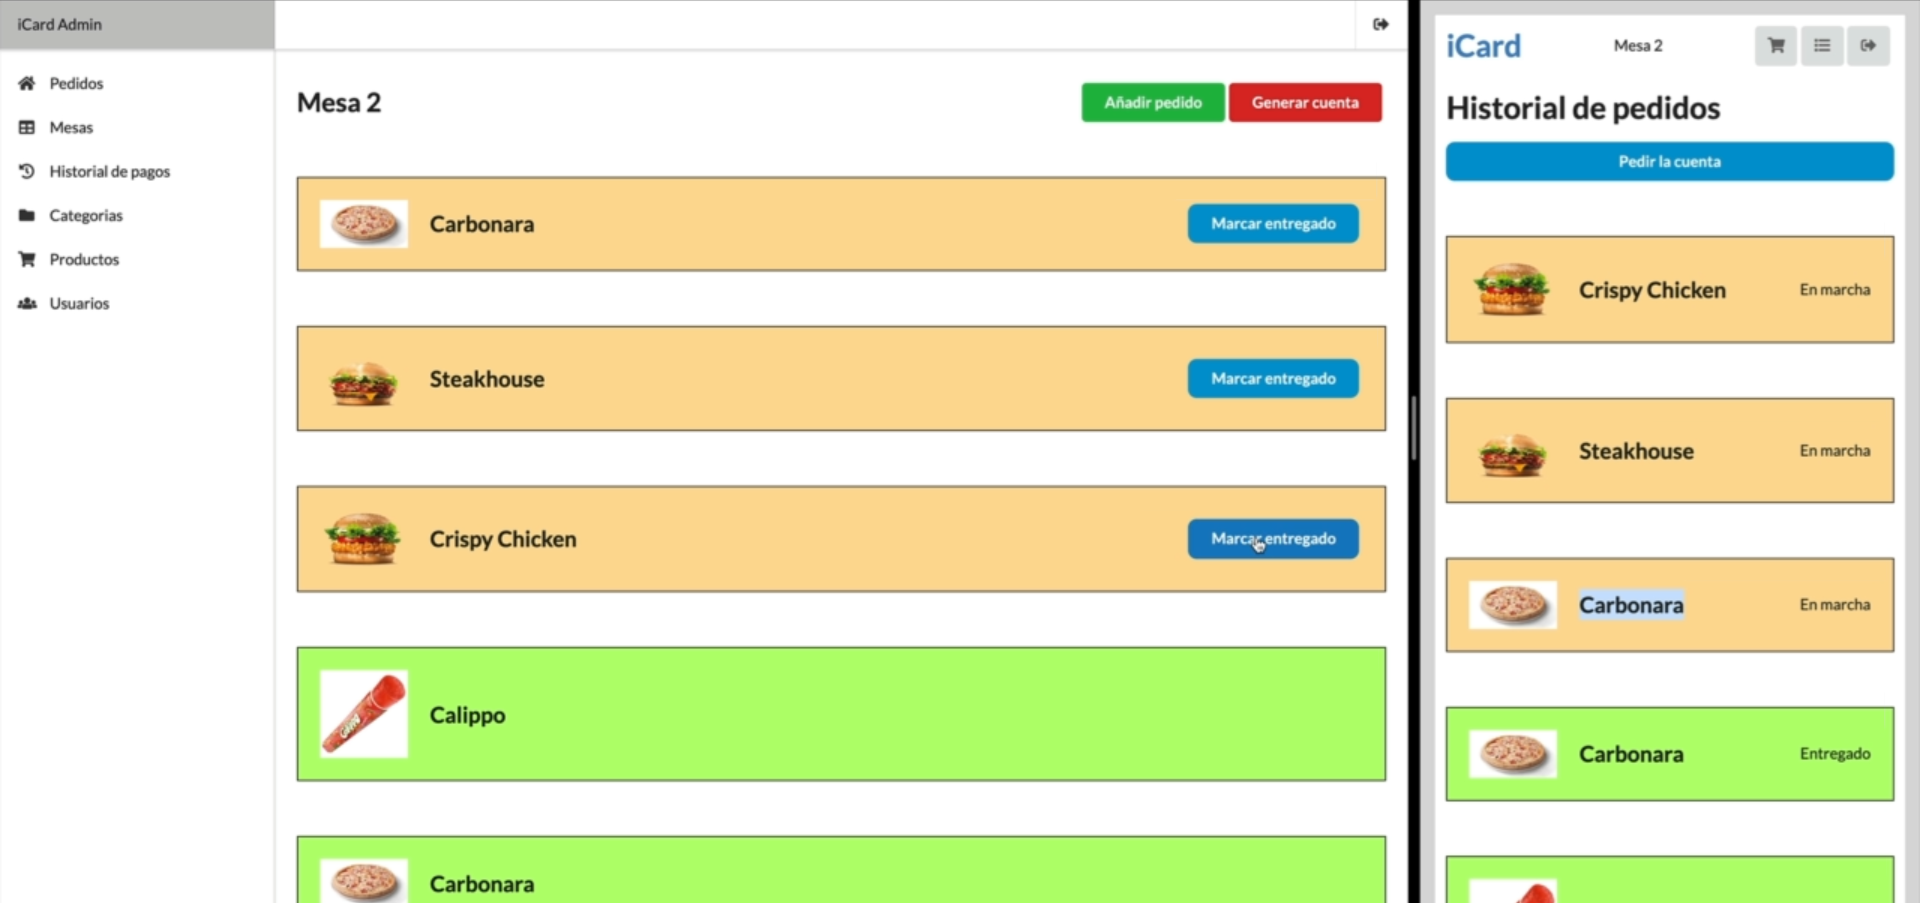 iCard Admin
Pedidos
Mesas
Historial de pagos
Categorias
Productos
Usuarios
Mesa 2
Añadir pedido
Generar cuenta
Carbonara
Marcar entregado
Steakhouse
Marcar entregado
Crispy Chicken
Marcar entregado
Calippo
Carbonara
iCard
Mesa 2
Historial de pedidos
Pedir la cuenta
Crispy Chicken
En marcha
Steakhouse
En marcha
Carbonara
En marcha
Carbonara
Entregado